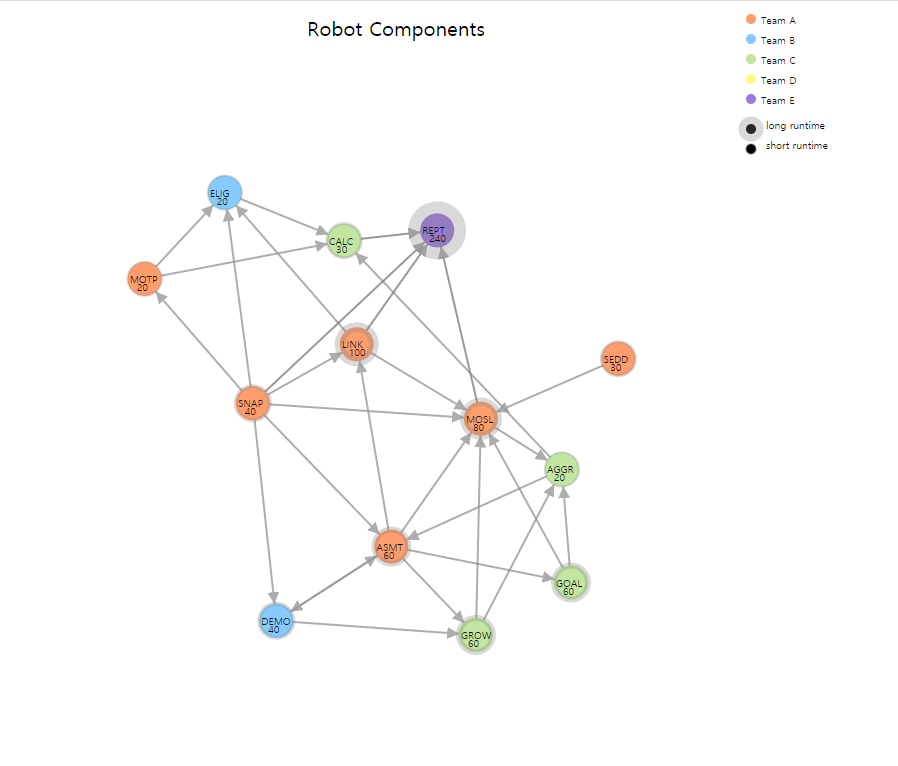 Robot Components
Team A
Team B
Team C
Team D
Team E
long runtime
short runtime
ELIG
20
CALC
30
REPT
240
MOTP
20
LINK
100
SEDD
30
SNAP
40
MOSL
80
AGGR
20
ASMT
60
GOAL
60
DEMO
40
GROW
60